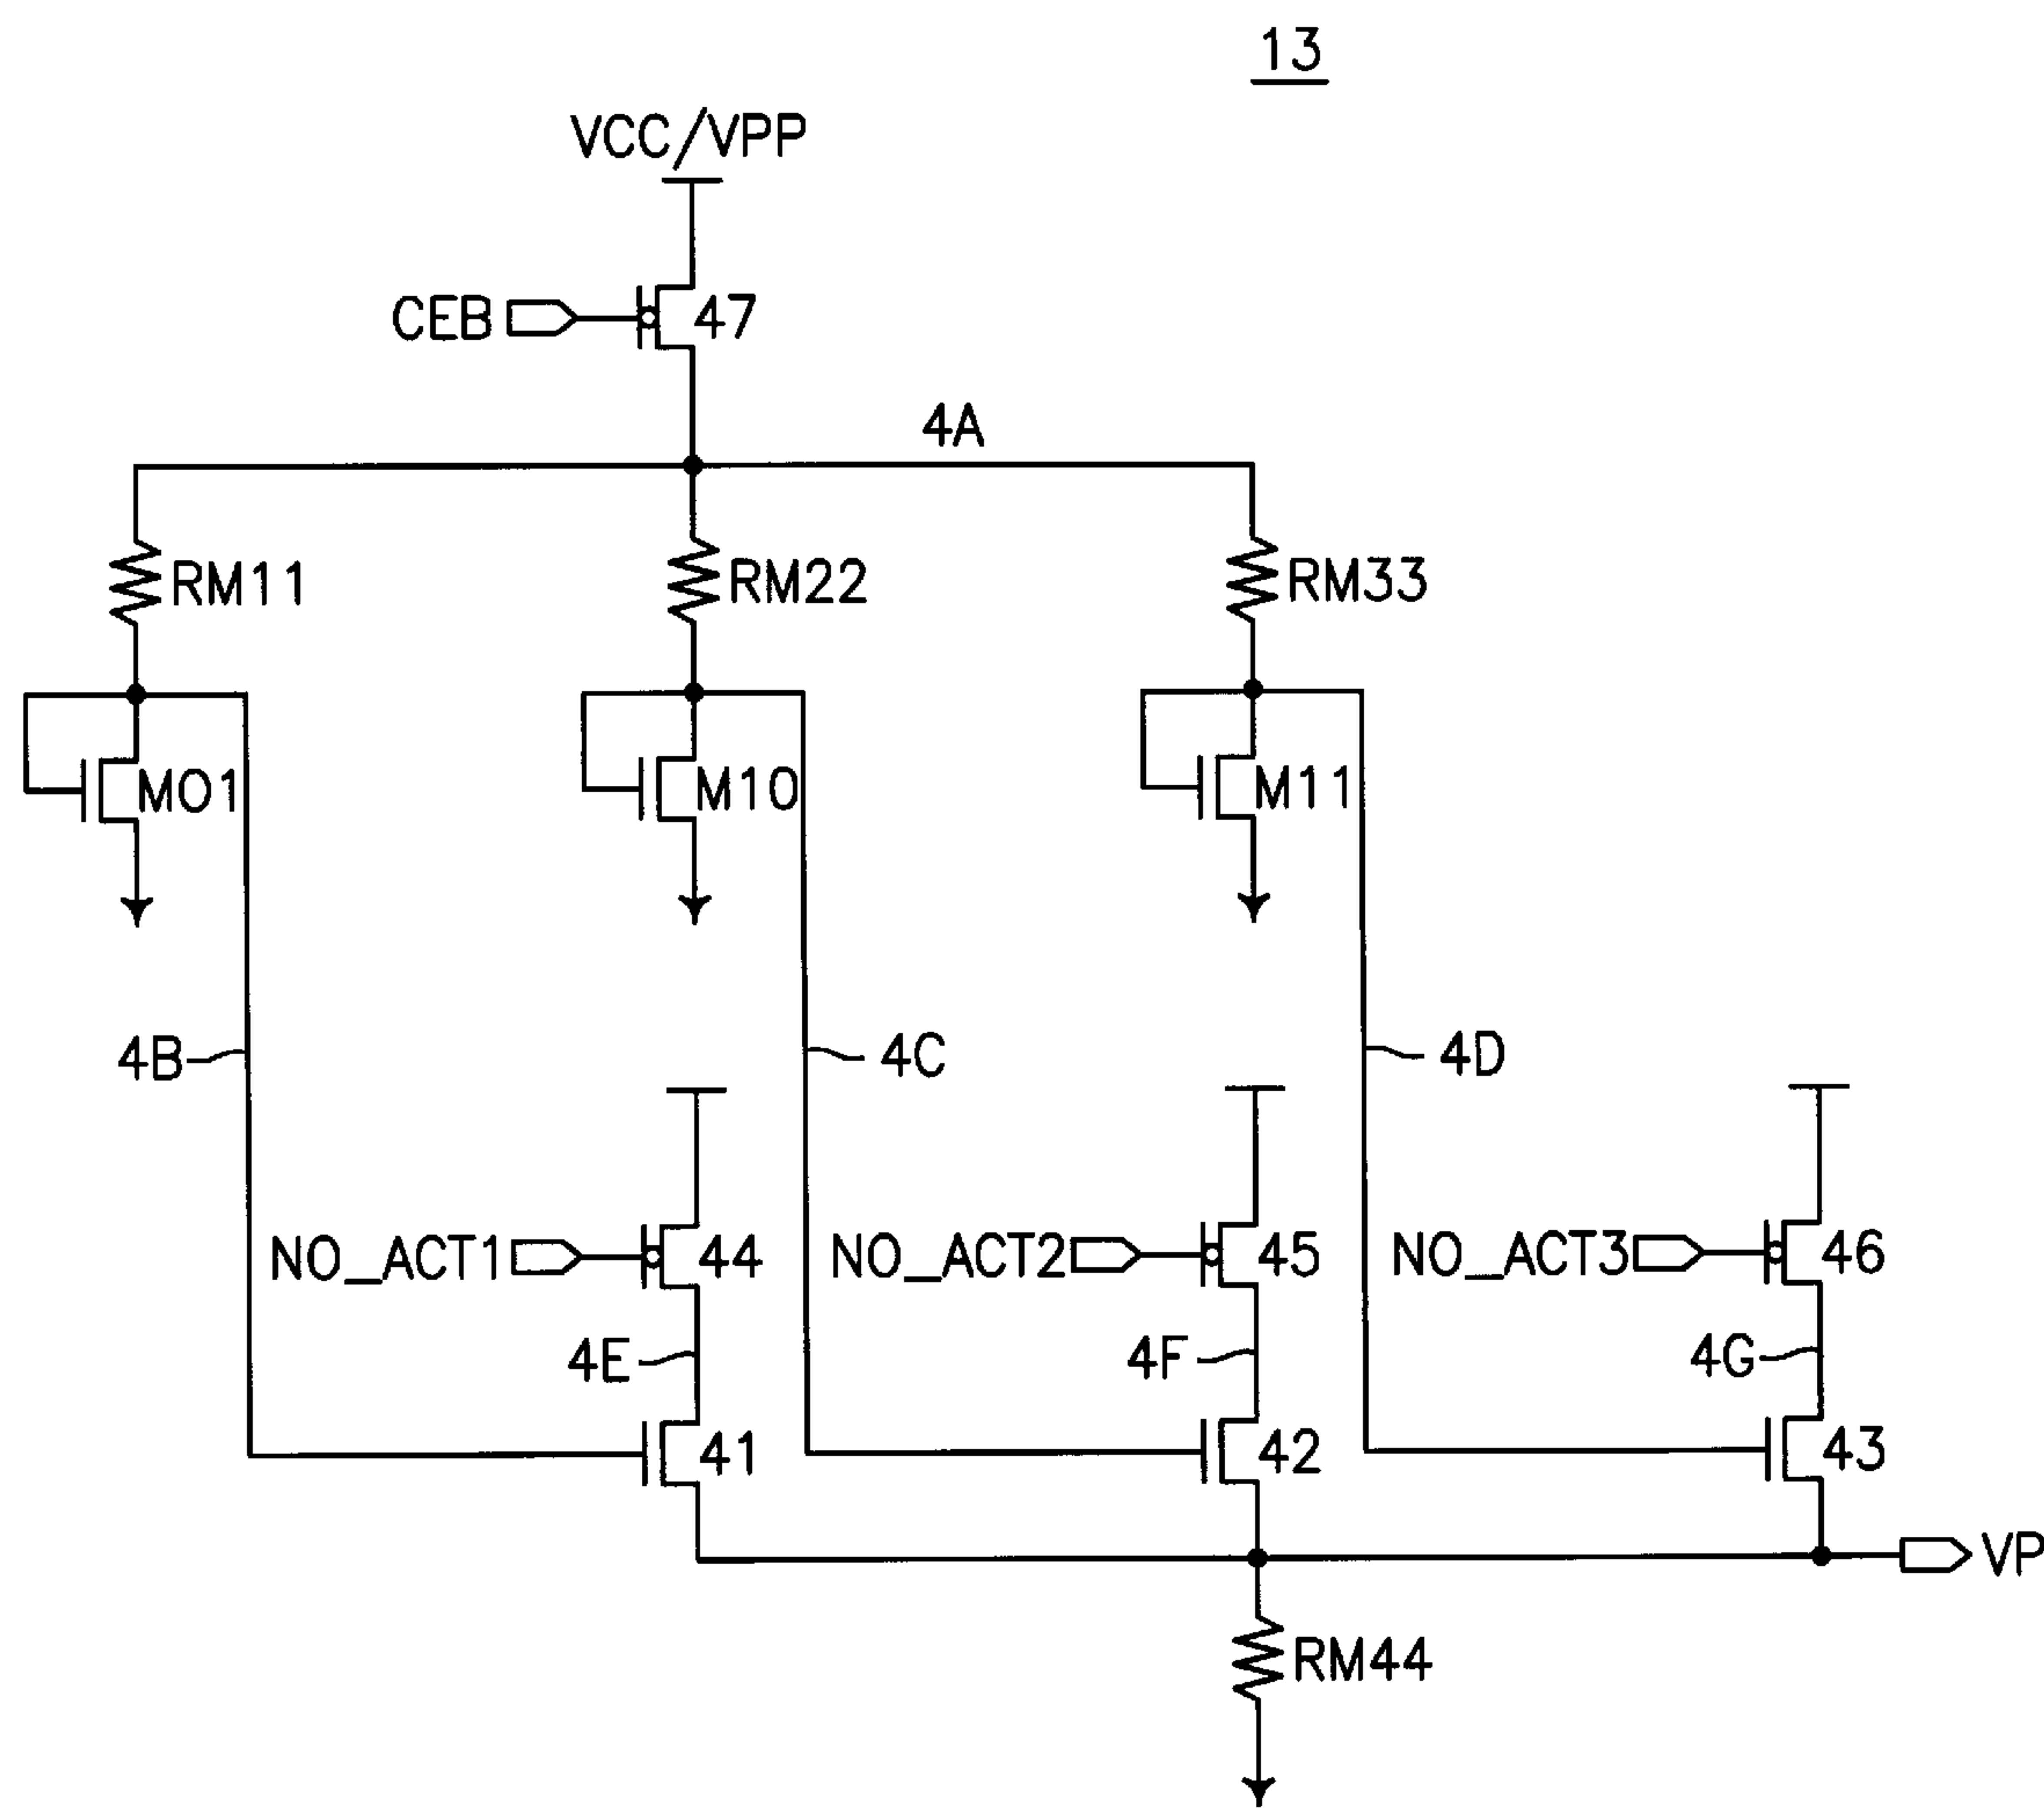 13
VCC/VPP
CEB
47
4A
RM11
RM22
RM33
M01
M10
M11
4B
4C
4D
NO_ACT1
44
NO_ACT2
45
NO_ACT3
46
4E
4F
4G
41
42
43
VP
RM44